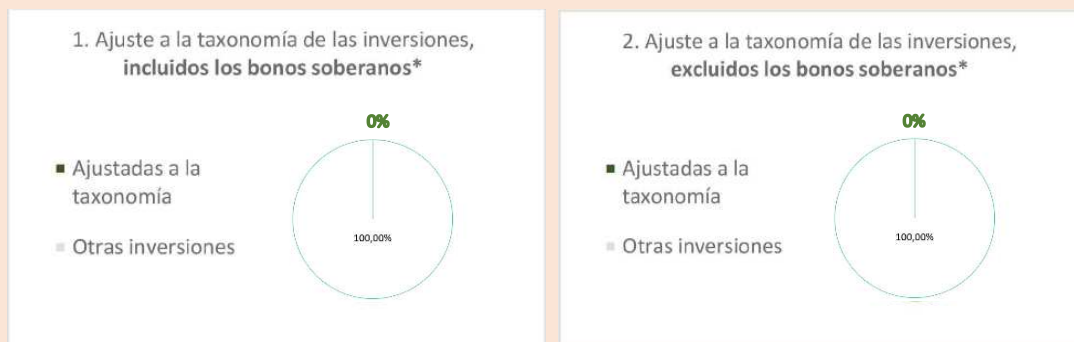 1. Ajuste a la taxonomía de las inversiones,
incluidos los bonos soberanos*
0%
Ajustadas a la
taxonomía
Otras inversiones
100,00%
2. Ajuste a la taxonomía de las inversiones,
excluidos los bonos soberanos*
0%
Ajustadas a la
taxonomía
Otras inversiones
100,00%